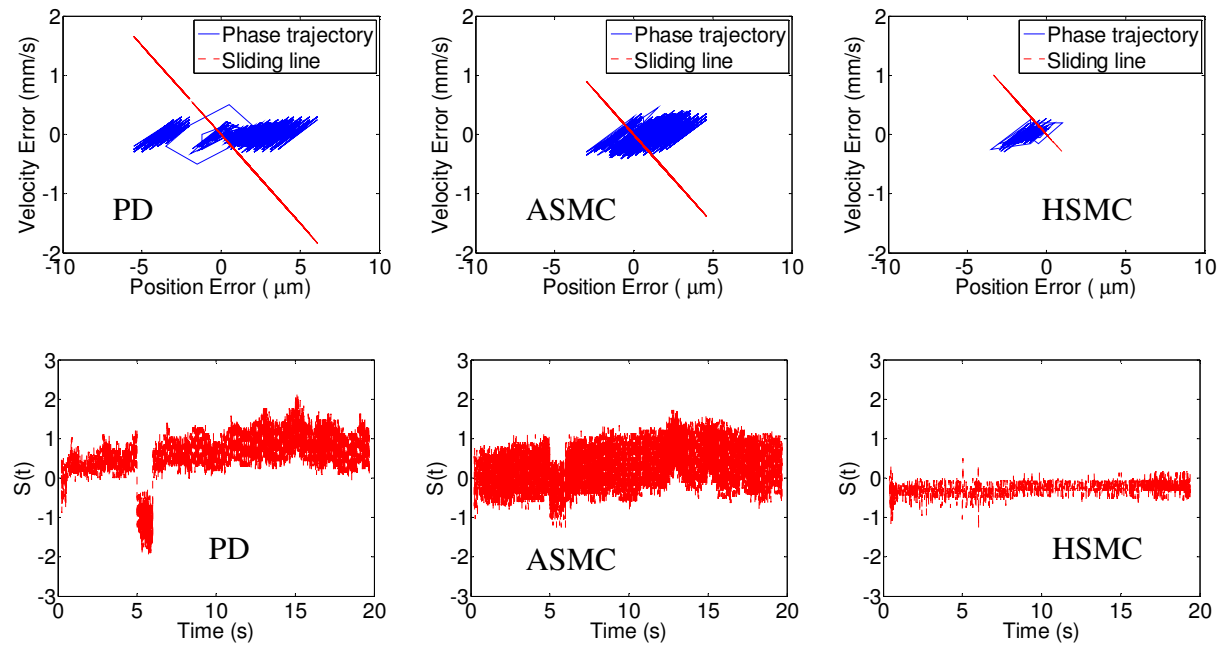 Velocity Error (mm/s)
2
1
0
-1
-2
-10
-5
0
5
10
Phase trajectory
Sliding line
PD
Position Error ( μm)
Velocity Error (mm/s)
2
1
0
-1
-2
-10
-5
0
5
10
Phase trajectory
Sliding line
ASMC
Position Error ( μm)
Velocity Error (mm/s)
2
1
0
-1
-2
-10
-5
0
5
10
Phase trajectory
Sliding line
HSMC
Position Error ( μm)
S(t)
3
2
1
0
-1
-2
-3
0
5
10
15
20
PD
Time (s)
S(t)
3
2
1
0
-1
-2
-3
0
5
10
15
20
ASMC
Time (s)
S(t)
3
2
1
0
-1
-2
-3
0
5
10
15
20
HSMC
Time (s)